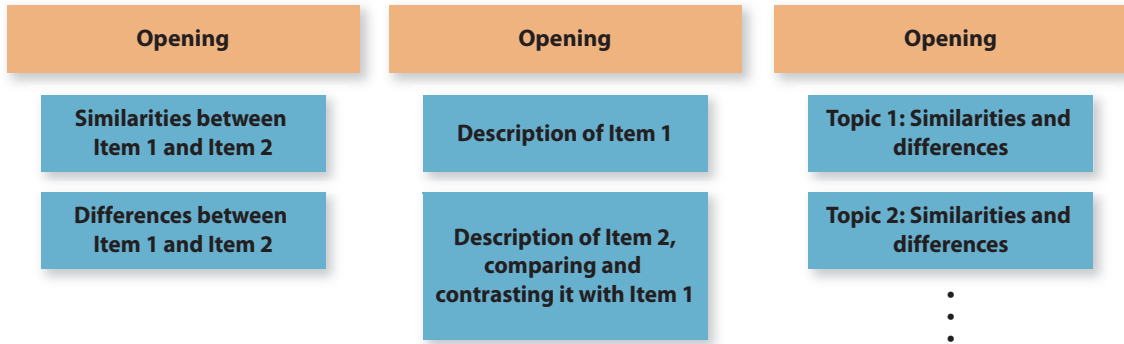 Opening
Similarities between
Item 1 and Item 2
Differences between
Item 1 and Item 2
Opening
Description of Item 1
Description of Item 2,
comparing and
contrasting it with Item 1
Opening
Topic 1: Similarities and
differences
Topic 2: Similarities and
differences